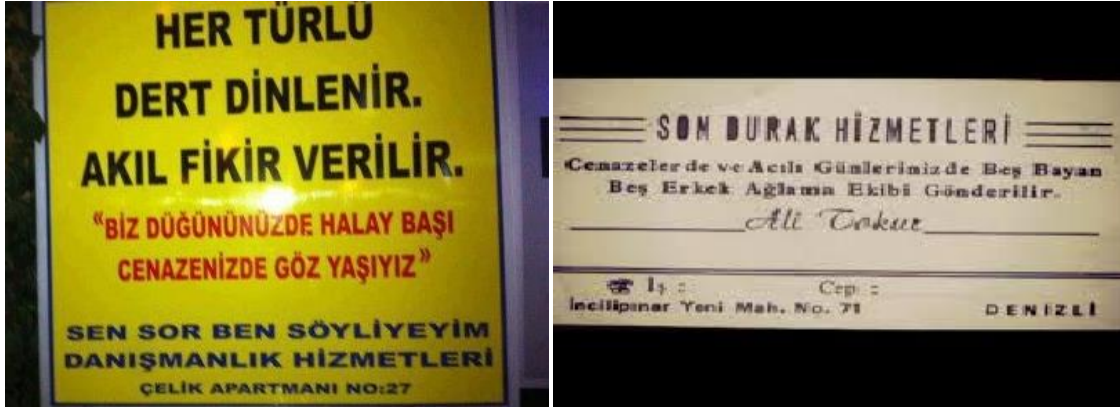 HER TÜRLÜ
DERT DİNLENİR.
AKIL FİKİR VERİLİR.
“BİZ DÜĞÜNÜNÜZDE HALAY BAŞI
CENAZENİZDE GÖZ YAŞIYIZ”
SEN SOR BEN SÖYLİYEYİM
DANIŞMANLIK HİZMETLERİ
ÇELİK APARTMANI NO:27
SON DURAK HİZMETLERİ
Cenazelerde ve Acılı Günlerimizde Beş Bayan
Beş Erkek Ağlama Ekibi Gönderilir.
Ali Tokur
☎ İş : Cep :
İncilipınar Yeni Mah. No. 71 DENİZLİ